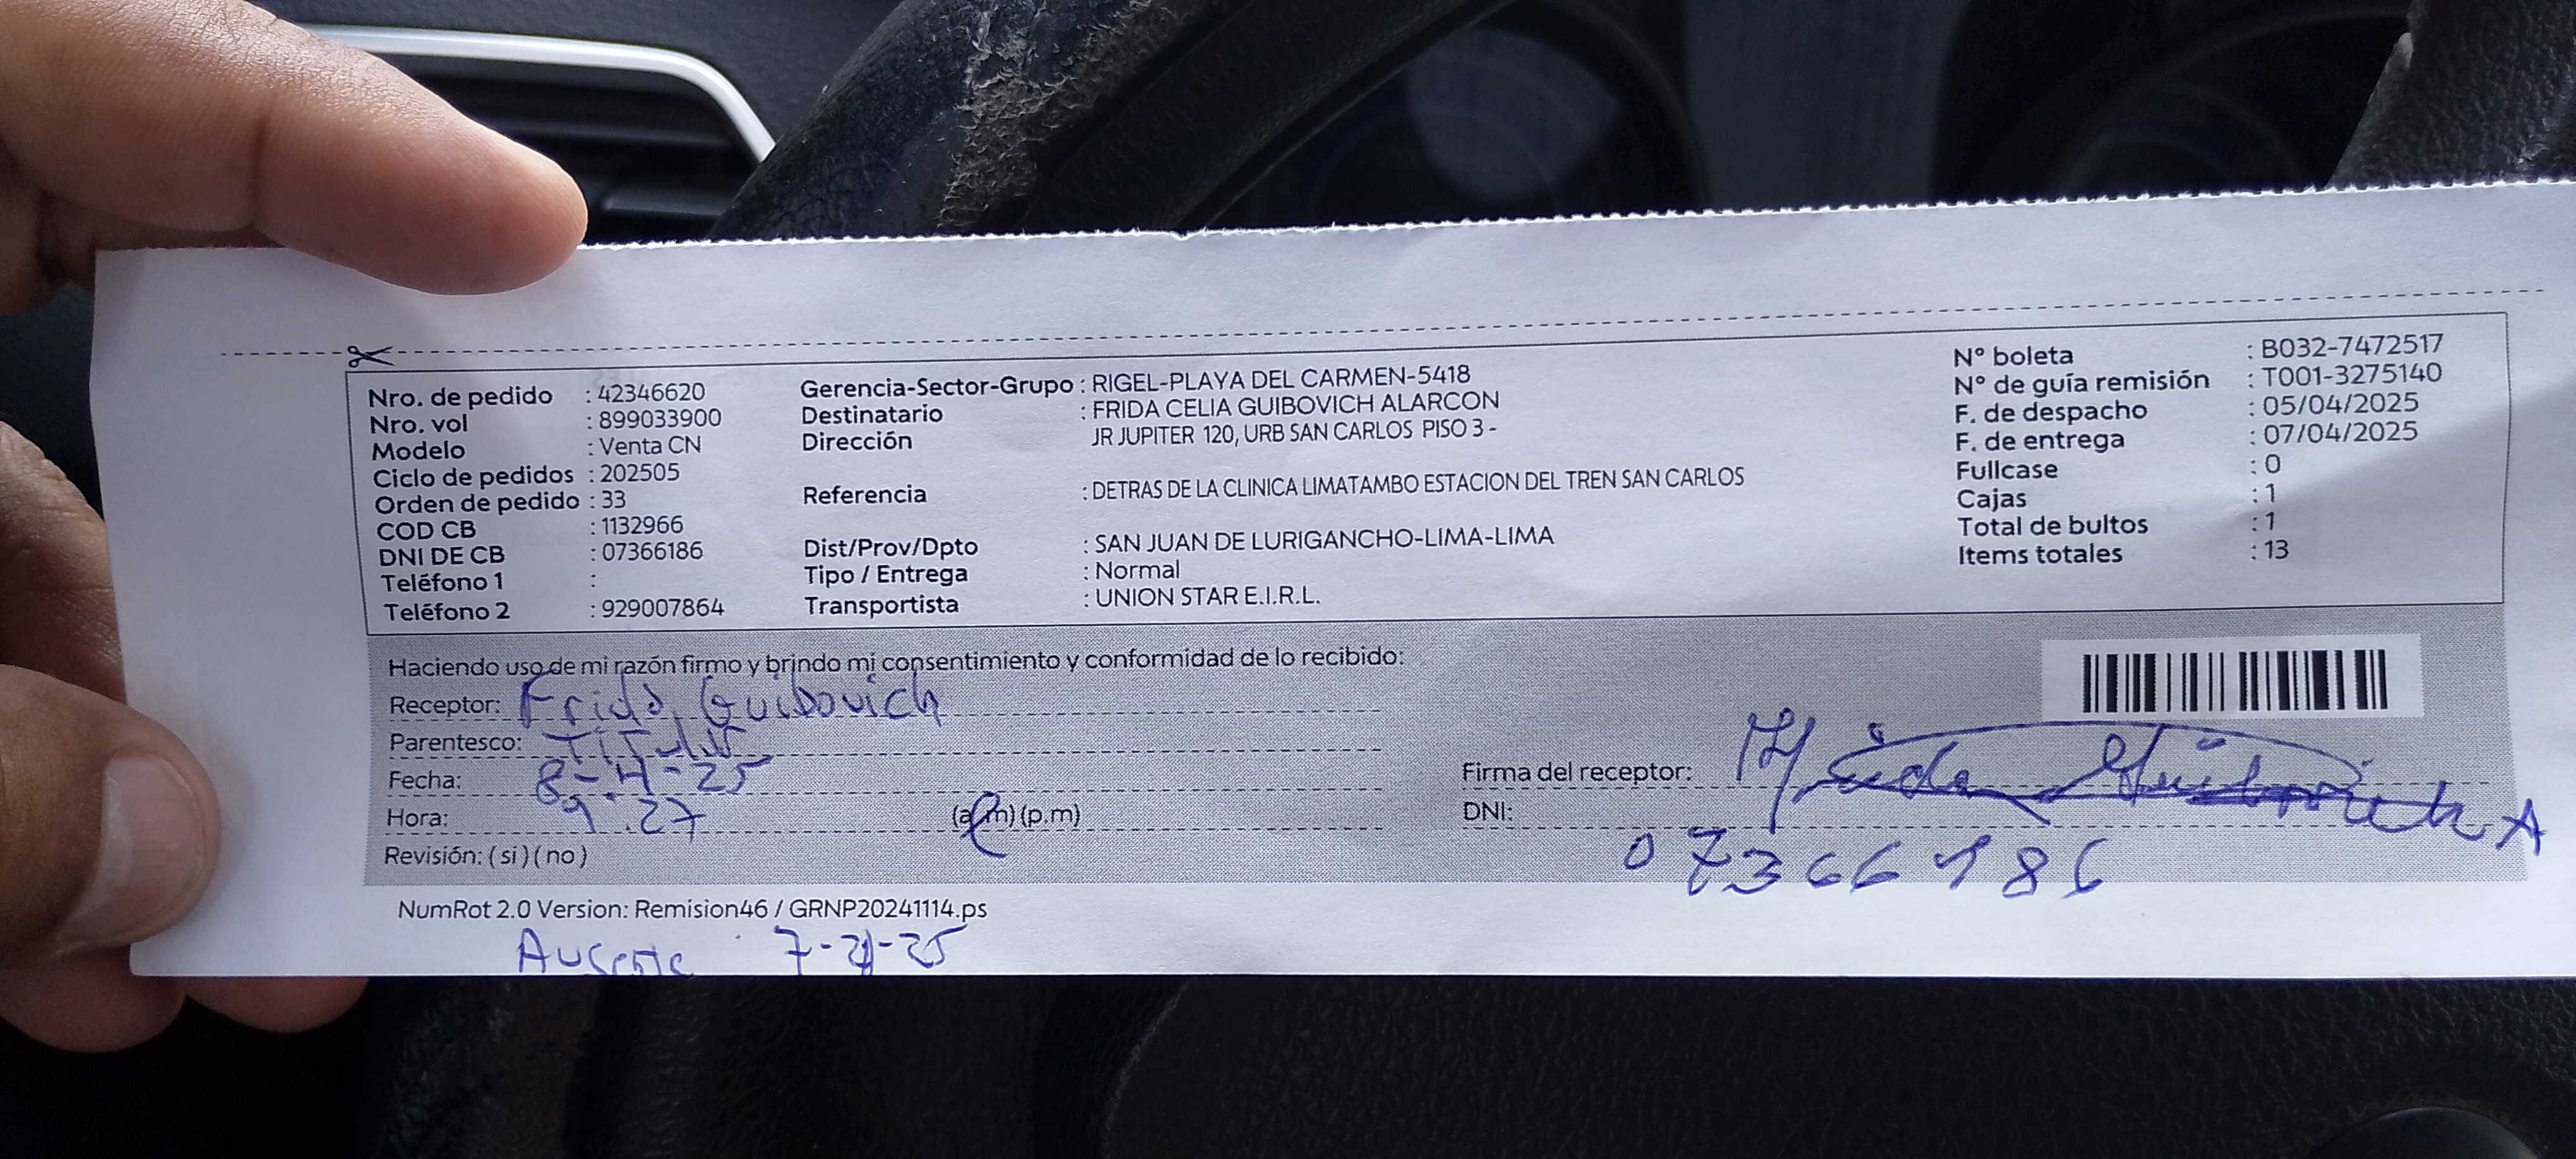 Nro. de pedido : 42346620
Nro. vol : 899033900
Modelo : Venta CN
Ciclo de pedidos : 202505
Orden de pedido : 33
COD CB : 1132966
DNI DE CB : 07366186
Teléfono 1 :
Teléfono 2 : 929007864
Gerencia-Sector-Grupo : RIGEL-PLAYA DEL CARMEN-5418
Destinatario : FRIDA CELIA GUIBOVICH ALARCON
Dirección JR JUPITER 120, URB SAN CARLOS PISO 3 -
Referencia : DETRAS DE LA CLINICA LIMATAMBO ESTACION DEL TREN SAN CARLOS
Dist/Prov/Dpto : SAN JUAN DE LURIGANCHO-LIMA-LIMA
Tipo / Entrega : Normal
Transportista : UNION STAR E.I.R.L.
N° boleta : B032-7472517
N° de guía remisión : T001-3275140
F. de despacho : 05/04/2025
F. de entrega : 07/04/2025
Fullcase : 0
Cajas : 1
Total de bultos : 1
Items totales : 13
Haciendo uso de mi razón firmo y brindo mi consentimiento y conformidad de lo recibido:
Receptor: Frida Guibovich
Parentesco: Titular
Fecha: 8-4-25
Hora: 9:27 (a.m) (p.m)
Revisión: (si) (no)
Firma del receptor: Frida Guibovich A
DNI: 07366186
NumRot 2.0 Version: Remision46 / GRNP20241114.ps
Ausente 7-4-25